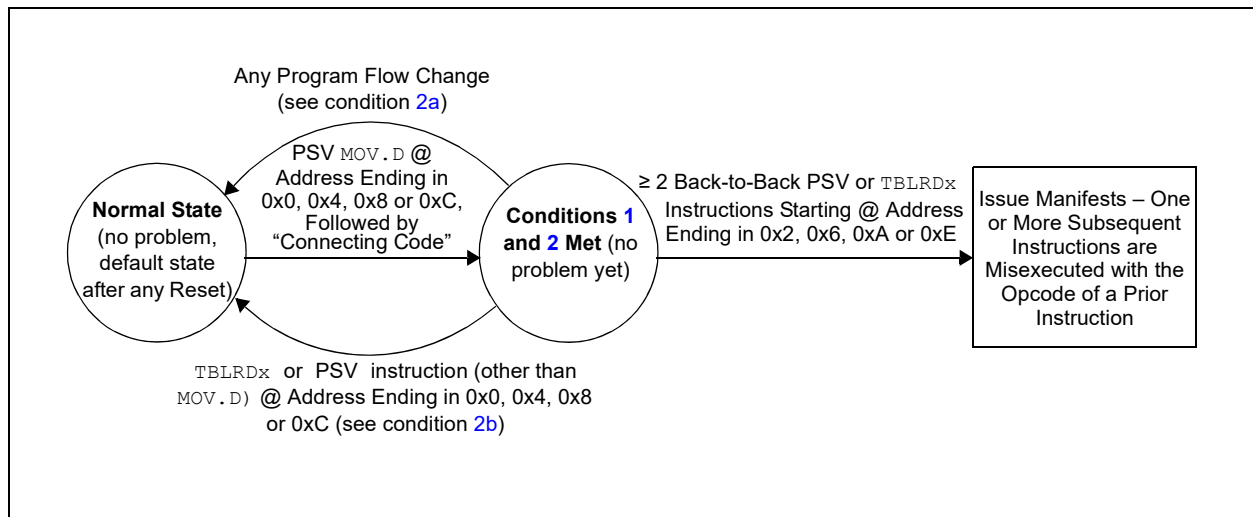 Any Program Flow Change
(see condition 2a)
PSV MOV.D @
Address Ending in
0x0, 0x4, 0x8 or 0xC,
Followed by
“Connecting Code”
Normal State
(no problem,
default state
after any Reset)
Conditions 1
and 2 Met (no
problem yet)
≥ 2 Back-to-Back PSV or TBLRDx
Instructions Starting @ Address
Ending in 0x2, 0x6, 0xA or 0xE
Issue Manifests – One
or More Subsequent
Instructions are
Misexecuted with the
Opcode of a Prior
Instruction
TBLRDx or PSV instruction (other than
MOV.D) @ Address Ending in 0x0, 0x4, 0x8
or 0xC (see condition 2b)